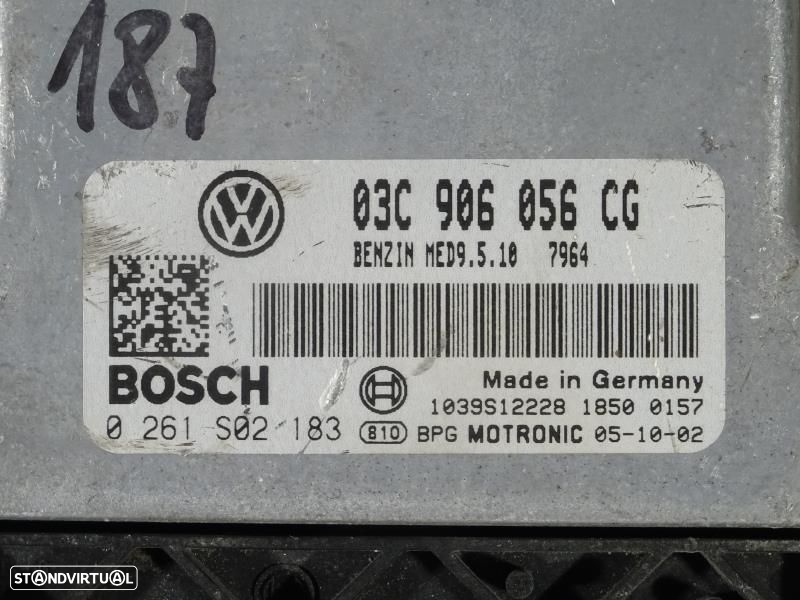 187
03C 906 056 CG
BENZIN MED9.5.10 7964
BOSCH
Made in Germany
1039S12228 1850 0157
0 261 S02 183
810 BPG MOTRONIC 05-10-02
STANDVIRTUAL